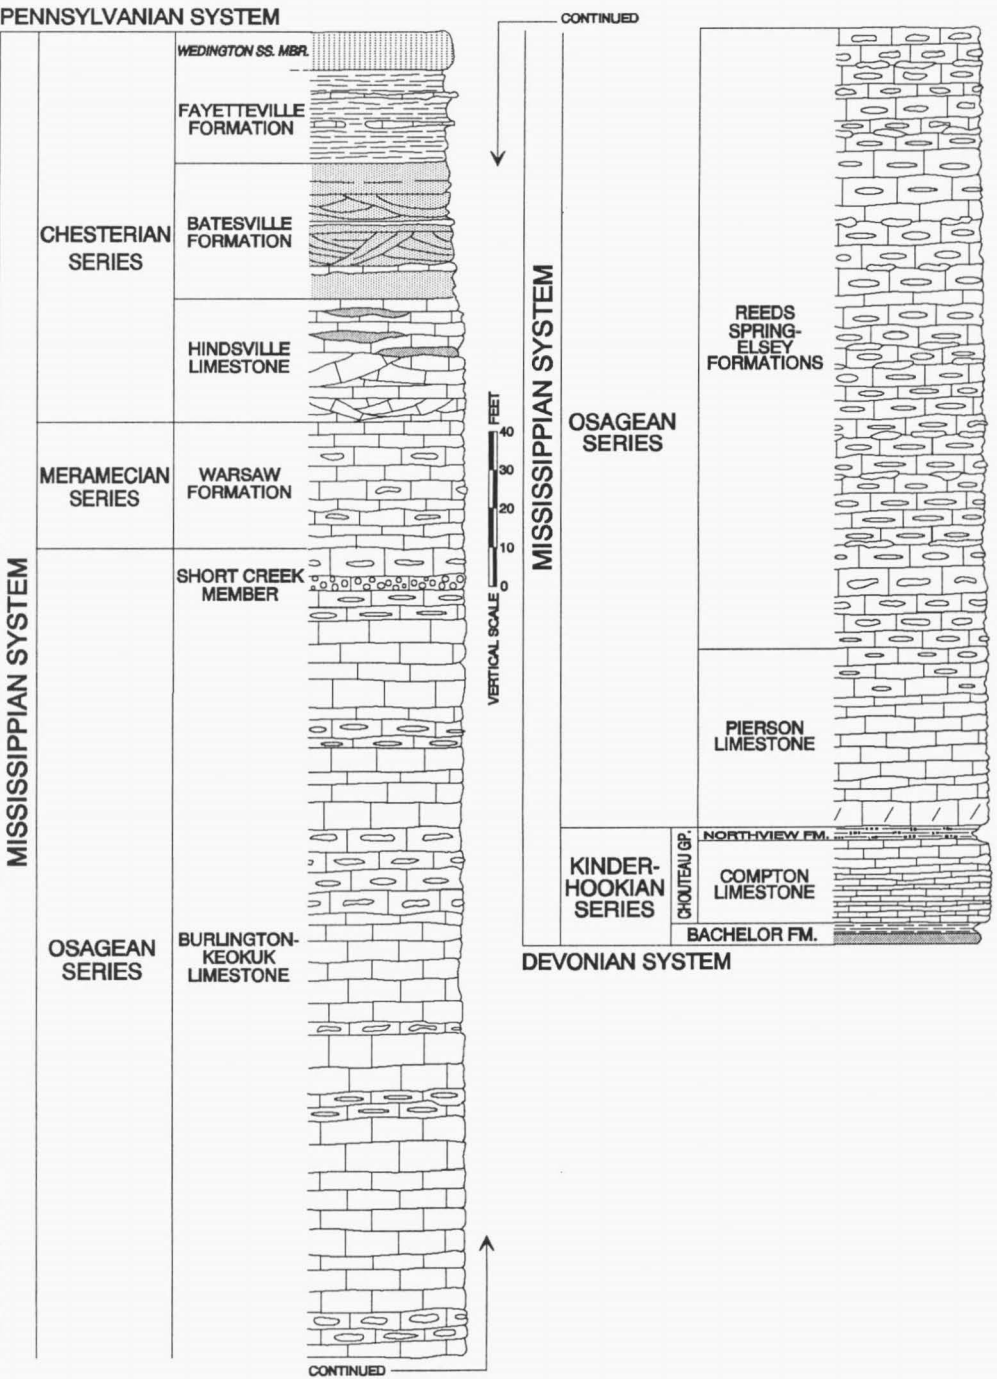 PENNSYLVANIAN SYSTEM
MISSISSIPPIAN SYSTEM
CHESTERIAN
SERIES
WEDINGTON SS. MBR.
FAYETTEVILLE
FORMATION
BATESVILLE
FORMATION
HINDSVILLE
LIMESTONE
MERAMECIAN
SERIES
WARSAW
FORMATION
OSAGEAN
SERIES
SHORT CREEK
MEMBER
BURLINGTON-
KEOKUK
LIMESTONE
CONTINUED
VERTICAL SCALE
FEET
40
30
20
10
0
CONTINUED
MISSISSIPPIAN SYSTEM
OSAGEAN
SERIES
REEDS
SPRING-
ELSEY
FORMATIONS
PIERSON
LIMESTONE
KINDER-
HOOKIAN
SERIES
CHOUTEAU GP.
NORTHVIEW FM.
COMPTON
LIMESTONE
BACHELOR FM.
DEVONIAN SYSTEM